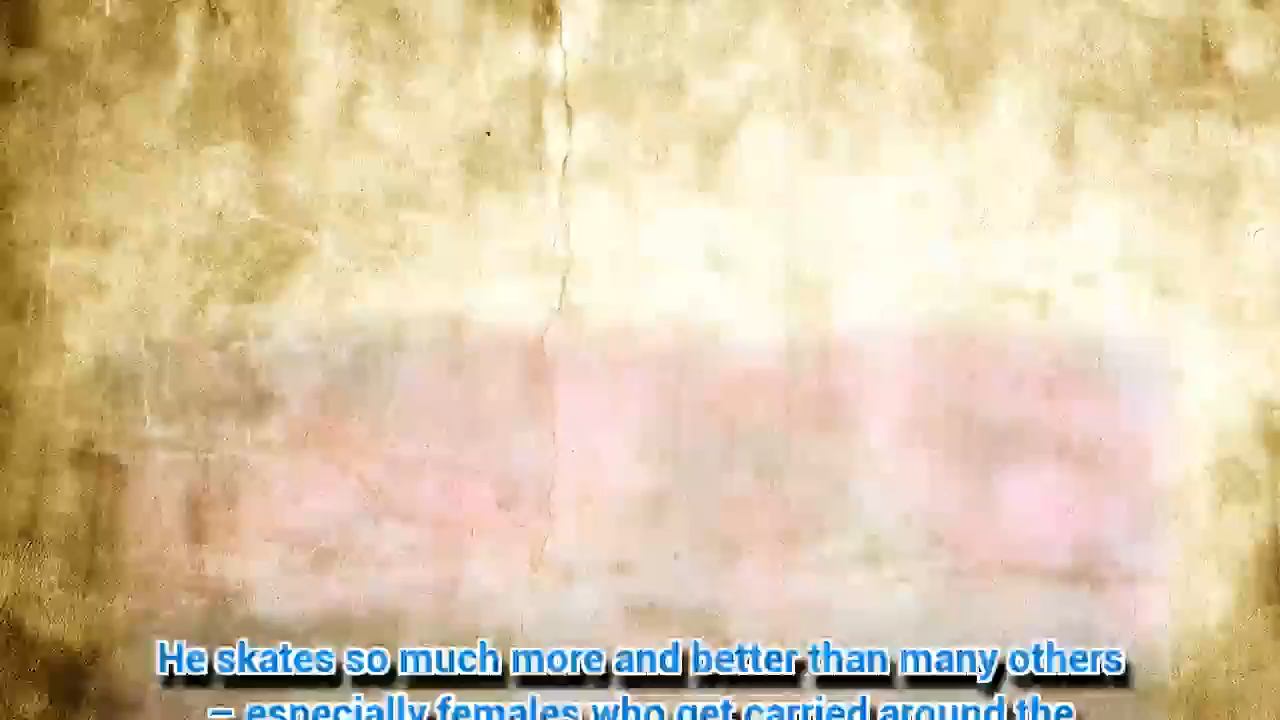 He skates so much more and better than many others
– especially females who get carried around the